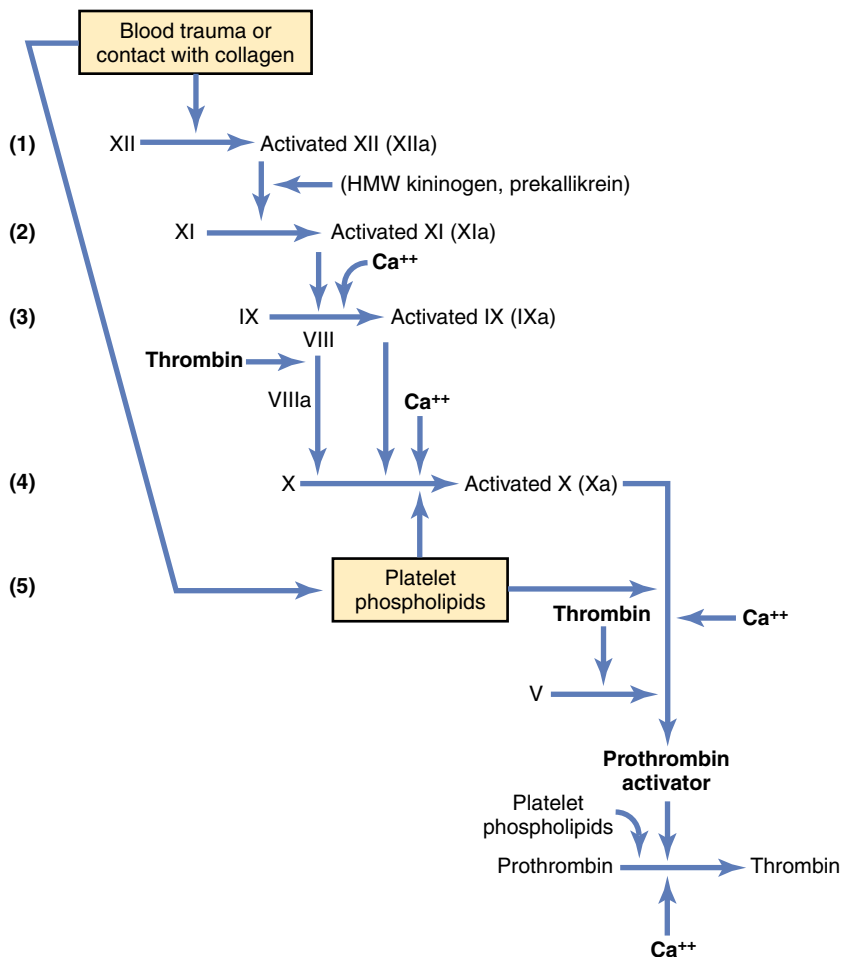 Blood trauma or
contact with collagen
(1)
XII
Activated XII (XIIa)
(HMW kininogen, prekallikrein)
(2)
XI
Activated XI (XIa)
Ca++
(3)
IX
Activated IX (IXa)
VIII
Thrombin
VIIIa
Ca++
(4)
X
Activated X (Xa)
(5)
Platelet
phospholipids
Thrombin
Ca++
V
Prothrombin
activator
Platelet
phospholipids
Prothrombin
Thrombin
Ca++